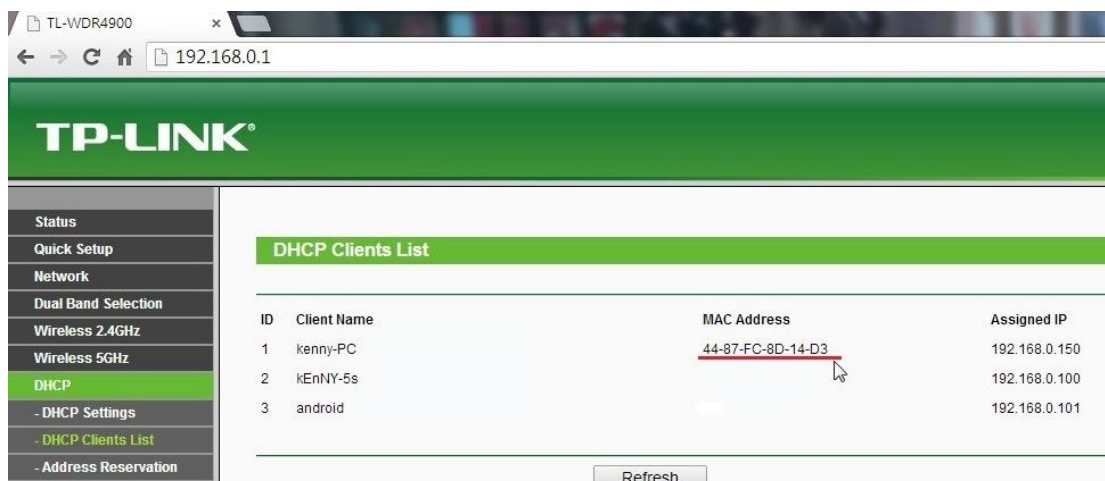 TL-WDR4900
192.168.0.1
TP-LINK®
Status
Quick Setup
Network
Dual Band Selection
Wireless 2.4GHz
Wireless 5GHz
DHCP
- DHCP Settings
- DHCP Clients List
- Address Reservation
DHCP Clients List
ID Client Name MAC Address Assigned IP
1 kenny-PC 44-87-FC-8D-14-D3 192.168.0.150
2 kEnNY-5s 192.168.0.100
3 android 192.168.0.101
Refresh